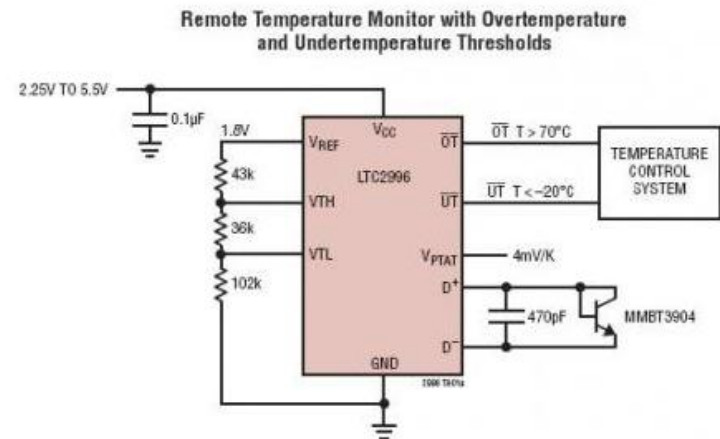 Remote Temperature Monitor with Overtemperature
and Undertemperature Thresholds
2.25V TO 5.5V
0.1µF
1.8V
43k
36k
102k
VREF
VTH
VTL
VCC
LTC2996
GND
OT
UT
VPTAT
D+
D−
OT T > 70°C
UT T < –20°C
4mV/K
470pF
MMBT3904
TEMPERATURE
CONTROL
SYSTEM